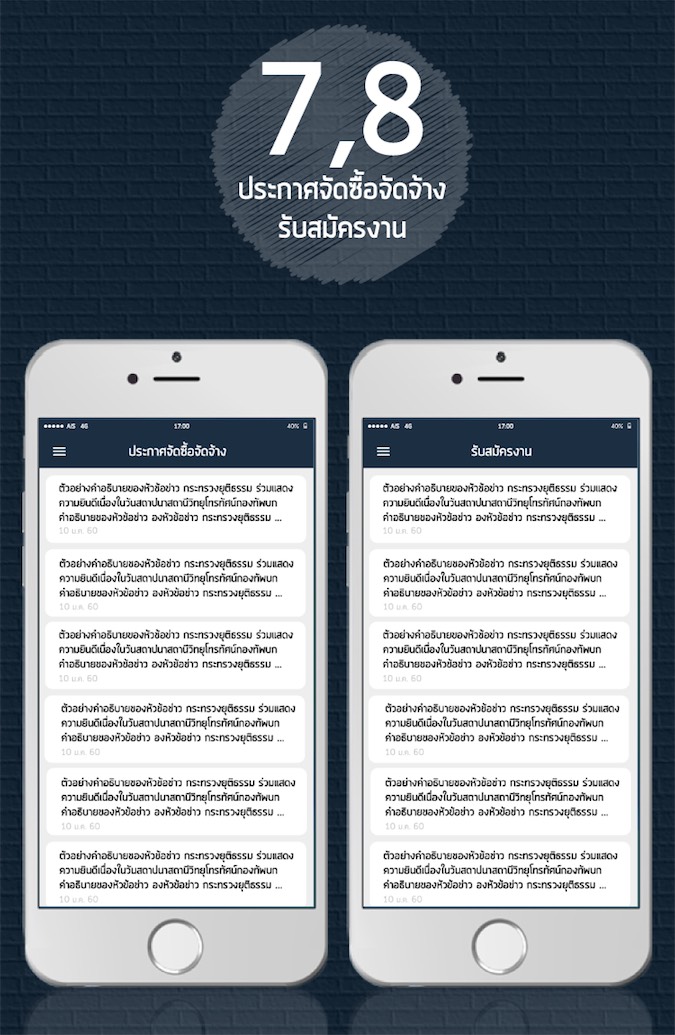 7,8
ประกาศจัดซื้อจัดจ้าง
รับสมัครงาน
AIS 4G 17:00 40%
ประกาศจัดซื้อจัดจ้าง
ตัวอย่างคำอธิบายของหัวข้อข่าว กระทรวงยุติธรรม ร่วมแสดง
ความยินดีเนื่องในวันสถาปนาสถานีวิทยุโทรทัศน์กองทัพบก
คำอธิบายของหัวข้อข่าว องหัวข้อข่าว กระทรวงยุติธรรม ...
10 ม.ค. 60
ตัวอย่างคำอธิบายของหัวข้อข่าว กระทรวงยุติธรรม ร่วมแสดง
ความยินดีเนื่องในวันสถาปนาสถานีวิทยุโทรทัศน์กองทัพบก
คำอธิบายของหัวข้อข่าว องหัวข้อข่าว กระทรวงยุติธรรม ...
10 ม.ค. 60
ตัวอย่างคำอธิบายของหัวข้อข่าว กระทรวงยุติธรรม ร่วมแสดง
ความยินดีเนื่องในวันสถาปนาสถานีวิทยุโทรทัศน์กองทัพบก
คำอธิบายของหัวข้อข่าว องหัวข้อข่าว กระทรวงยุติธรรม ...
10 ม.ค. 60
ตัวอย่างคำอธิบายของหัวข้อข่าว กระทรวงยุติธรรม ร่วมแสดง
ความยินดีเนื่องในวันสถาปนาสถานีวิทยุโทรทัศน์กองทัพบก
คำอธิบายของหัวข้อข่าว องหัวข้อข่าว กระทรวงยุติธรรม ...
10 ม.ค. 60
ตัวอย่างคำอธิบายของหัวข้อข่าว กระทรวงยุติธรรม ร่วมแสดง
ความยินดีเนื่องในวันสถาปนาสถานีวิทยุโทรทัศน์กองทัพบก
คำอธิบายของหัวข้อข่าว องหัวข้อข่าว กระทรวงยุติธรรม ...
10 ม.ค. 60
ตัวอย่างคำอธิบายของหัวข้อข่าว กระทรวงยุติธรรม ร่วมแสดง
ความยินดีเนื่องในวันสถาปนาสถานีวิทยุโทรทัศน์กองทัพบก
คำอธิบายของหัวข้อข่าว องหัวข้อข่าว กระทรวงยุติธรรม ...
10 ม.ค. 60
AIS 4G 17:00 40%
รับสมัครงาน
ตัวอย่างคำอธิบายของหัวข้อข่าว กระทรวงยุติธรรม ร่วมแสดง
ความยินดีเนื่องในวันสถาปนาสถานีวิทยุโทรทัศน์กองทัพบก
คำอธิบายของหัวข้อข่าว องหัวข้อข่าว กระทรวงยุติธรรม ...
10 ม.ค. 60
ตัวอย่างคำอธิบายของหัวข้อข่าว กระทรวงยุติธรรม ร่วมแสดง
ความยินดีเนื่องในวันสถาปนาสถานีวิทยุโทรทัศน์กองทัพบก
คำอธิบายของหัวข้อข่าว องหัวข้อข่าว กระทรวงยุติธรรม ...
10 ม.ค. 60
ตัวอย่างคำอธิบายของหัวข้อข่าว กระทรวงยุติธรรม ร่วมแสดง
ความยินดีเนื่องในวันสถาปนาสถานีวิทยุโทรทัศน์กองทัพบก
คำอธิบายของหัวข้อข่าว องหัวข้อข่าว กระทรวงยุติธรรม ...
10 ม.ค. 60
ตัวอย่างคำอธิบายของหัวข้อข่าว กระทรวงยุติธรรม ร่วมแสดง
ความยินดีเนื่องในวันสถาปนาสถานีวิทยุโทรทัศน์กองทัพบก
คำอธิบายของหัวข้อข่าว องหัวข้อข่าว กระทรวงยุติธรรม ...
10 ม.ค. 60
ตัวอย่างคำอธิบายของหัวข้อข่าว กระทรวงยุติธรรม ร่วมแสดง
ความยินดีเนื่องในวันสถาปนาสถานีวิทยุโทรทัศน์กองทัพบก
คำอธิบายของหัวข้อข่าว องหัวข้อข่าว กระทรวงยุติธรรม ...
10 ม.ค. 60
ตัวอย่างคำอธิบายของหัวข้อข่าว กระทรวงยุติธรรม ร่วมแสดง
ความยินดีเนื่องในวันสถาปนาสถานีวิทยุโทรทัศน์กองทัพบก
คำอธิบายของหัวข้อข่าว องหัวข้อข่าว กระทรวงยุติธรรม ...
10 ม.ค. 60